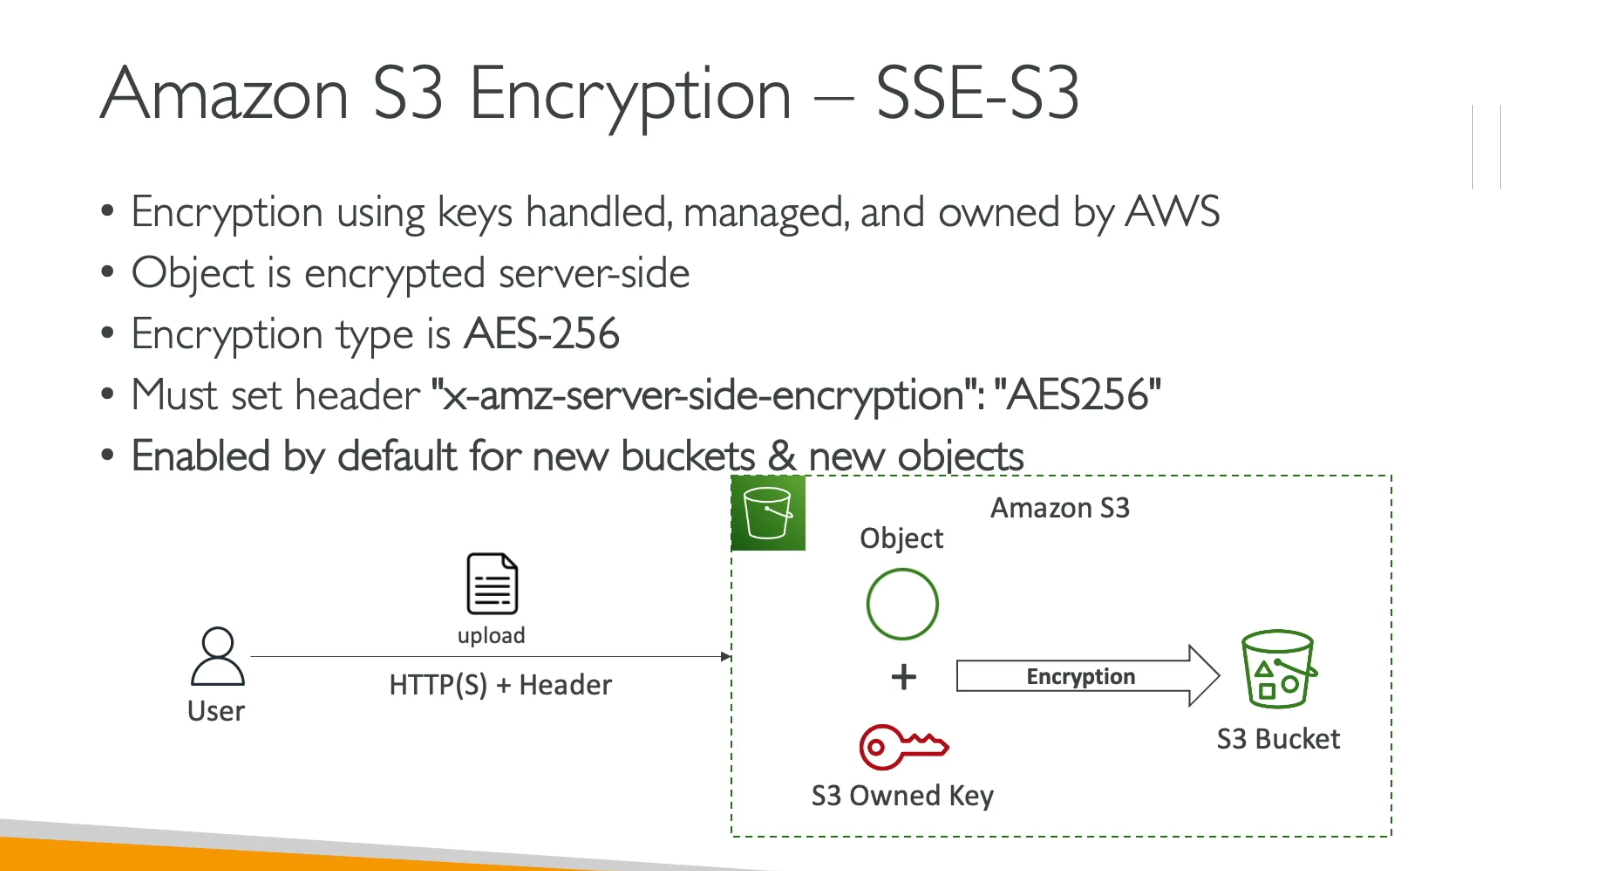 Amazon S3 Encryption – SSE-S3
• Encryption using keys handled, managed, and owned by AWS
• Object is encrypted server-side
• Encryption type is AES-256
• Must set header "x-amz-server-side-encryption": "AES256"
• Enabled by default for new buckets & new objects
Amazon S3
Object
upload
HTTP(S) + Header
User
+
Encryption
S3 Bucket
S3 Owned Key